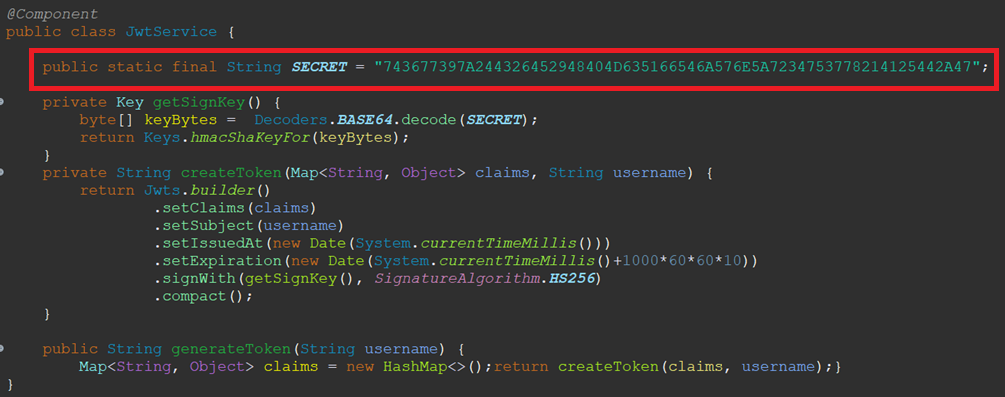 @Component
public class JwtService {
public static final String SECRET = "743677397A244326452948404D635166546A576E5A7234753778214125442A47";
private Key getSignKey() {
byte[] keyBytes =  Decoders.BASE64.decode(SECRET);
return Keys.hmacShaKeyFor(keyBytes);
}
private String createToken(Map<String, Object> claims, String username) {
return Jwts.builder()
.setClaims(claims)
.setSubject(username)
.setIssuedAt(new Date(System.currentTimeMillis()))
.setExpiration(new Date(System.currentTimeMillis()+1000*60*60*10))
.signWith(getSignKey(), SignatureAlgorithm.HS256)
.compact();
}
public String generateToken(String username) {
Map<String, Object> claims = new HashMap<>();return createToken(claims, username);}
}